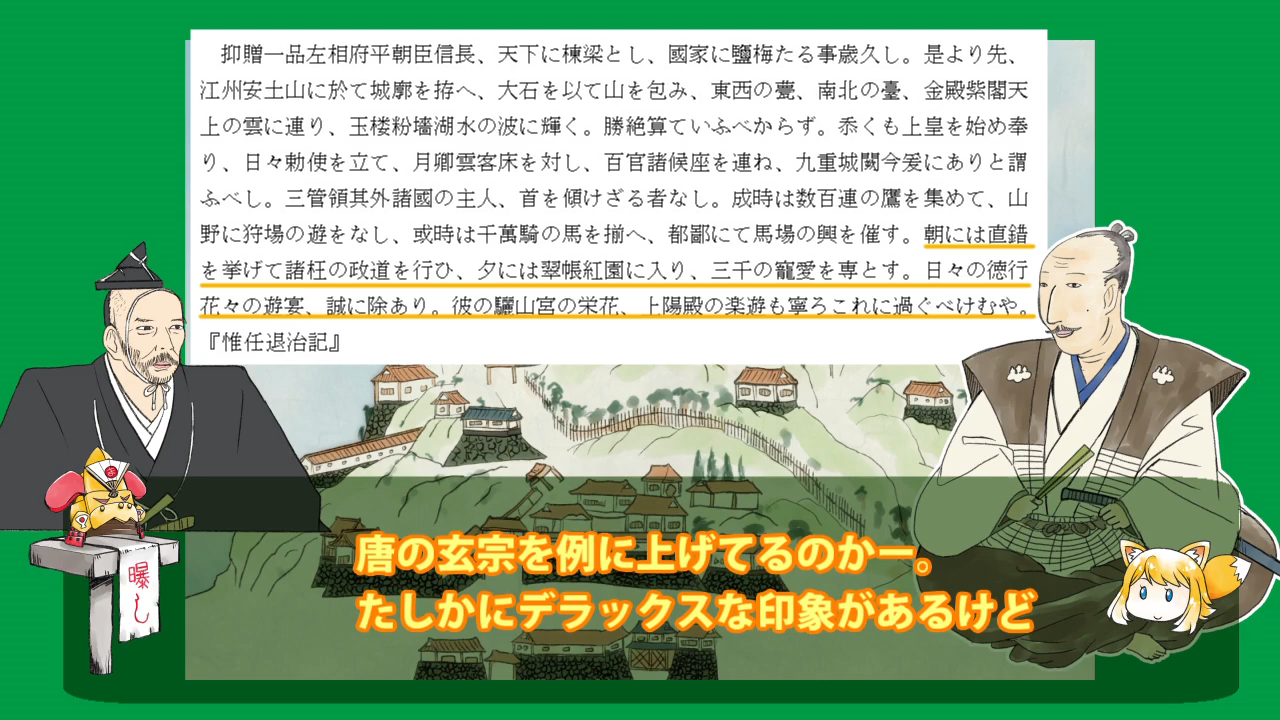 抑贈一品左相府平朝臣信長、天下に棟梁とし、國家に鹽梅たる事歳久し。是より先、
江州安土山に於て城廓を拵へ、大石を以て山を包み、東西の甍、南北の臺、金殿紫閣天
上の雲に連り、玉楼粉墻湖水の波に輝く。勝絶算ていふべからず。忝くも上皇を始め奉
り、日々勅使を立て、月卿雲客床を対し、百官諸候座を連ね、九重城闕今爰にありと謂
ふべし。三管領其外諸國の主人、首を傾けざる者なし。成時は数百連の鷹を集めて、山
野に狩場の遊をなし、或時は千萬騎の馬を揃へ、都鄙にて馬場の興を催す。朝には直錯
を挙げて諸枉の政道を行ひ、夕には翠帳紅園に入り、三千の寵愛を専とす。日々の徳行
花々の遊宴、誠に除あり。彼の驪山宮の栄花、上陽殿の楽遊も寧ろこれに過ぐべけむや。
『惟任退治記』
曝し
唐の玄宗を例に上げてるのかー。
たしかにデラックスな印象があるけど